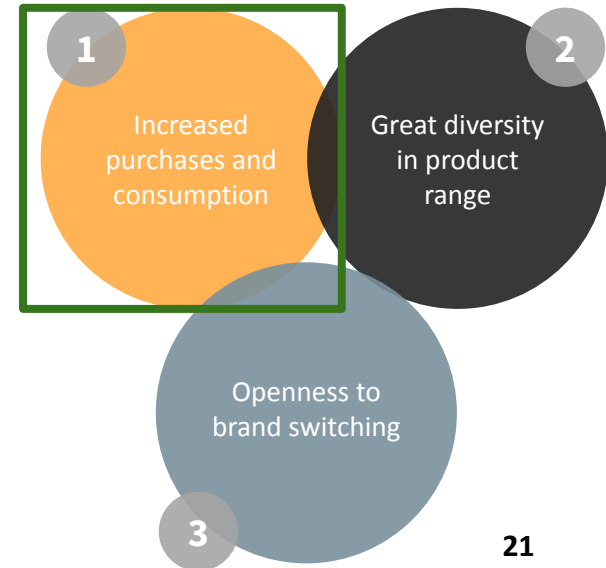 1
Increased
purchases and
consumption
2
Great diversity
in product
range
Openness to
brand switching
3
21